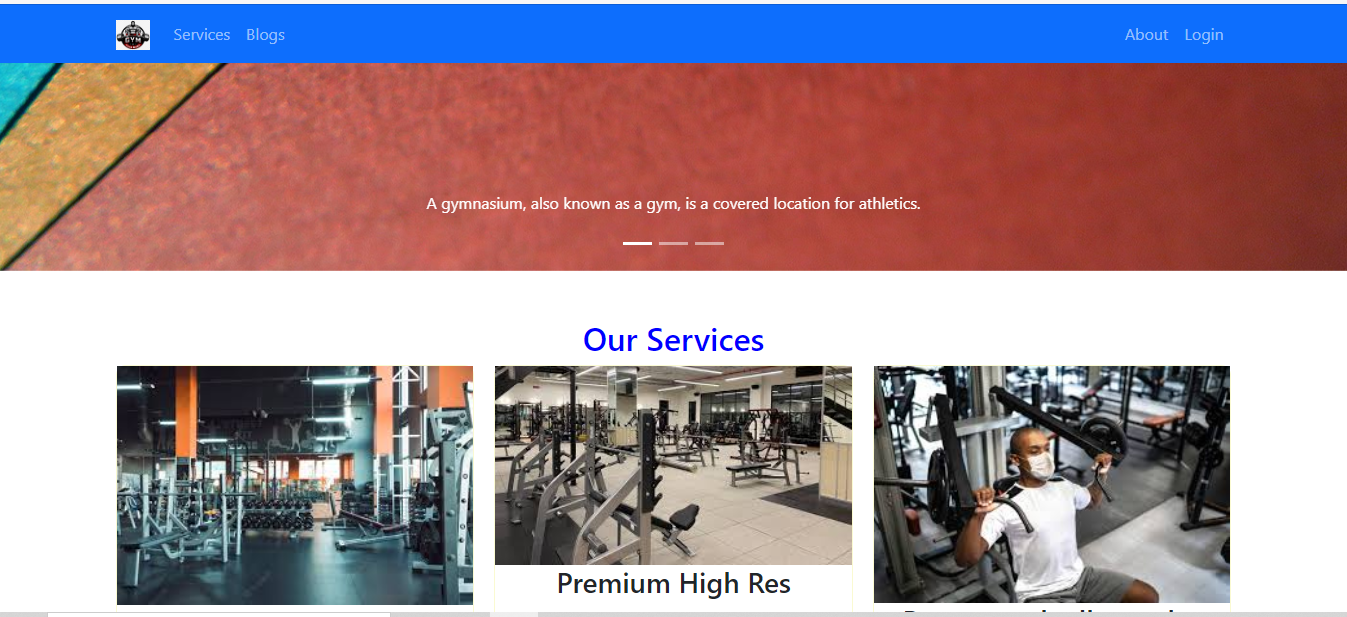 GYM
Services Blogs About Login
A gymnasium, also known as a gym, is a covered location for athletics.
Our Services
Premium High Res